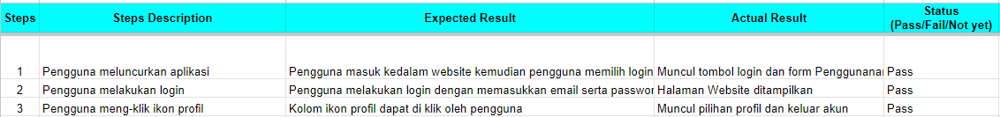 Steps Steps Description Expected Result Actual Result Status (Pass/Fail/Not yet)
1 Pengguna meluncurkan aplikasi Pengguna masuk kedalam website kemudian pengguna memilih login Muncul tombol login dan form Pass
2 Pengguna melakukan login Pengguna melakukan login dengan memasukkan email serta Halaman Website ditampilkan Pass
3 Pengguna meng-klik ikon profil Kolom ikon profil dapat di klik oleh pengguna Muncul pilihan profil dan keluar akun Pass